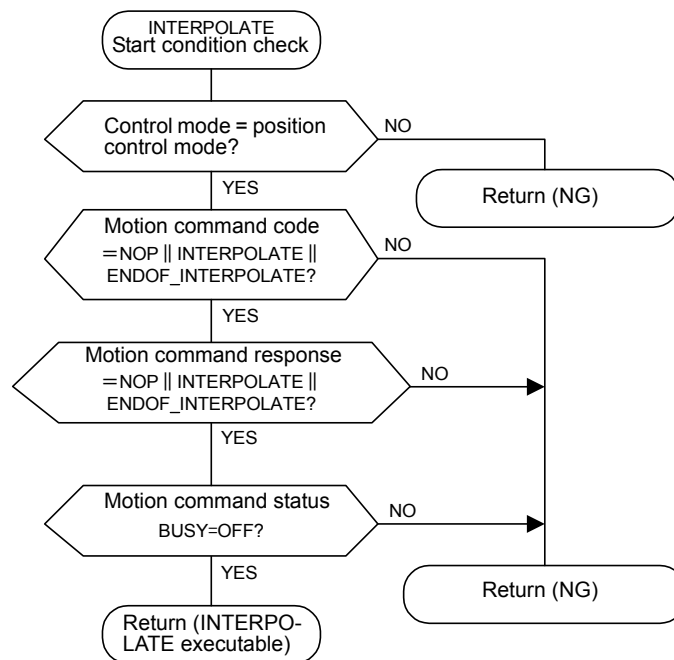 INTERPOLATE
Start condition check
Control mode = position
control mode?
NO
YES
Return (NG)
Motion command code
=NOP || INTERPOLATE ||
ENDOF_INTERPOLATE?
NO
YES
Motion command response
=NOP || INTERPOLATE ||
ENDOF_INTERPOLATE?
NO
YES
Motion command status
BUSY=OFF?
NO
YES
Return (NG)
Return (INTERPO-
LATE executable)